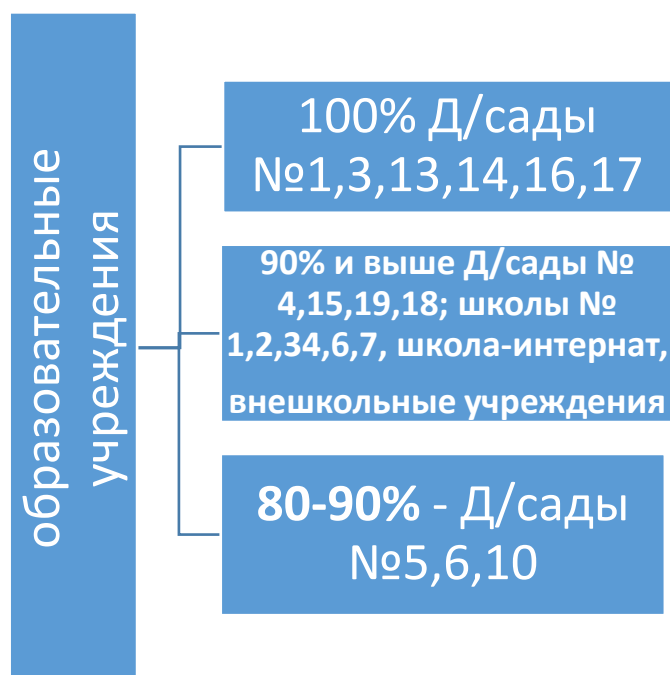 образовательные
учреждения
100% Д/сады
№1,3,13,14,16,17
90% и выше Д/сады №
4,15,19,18; школы №
1,2,34,6,7, школа-интернат,
внешкольные учреждения
80-90% - Д/сады
№5,6,10